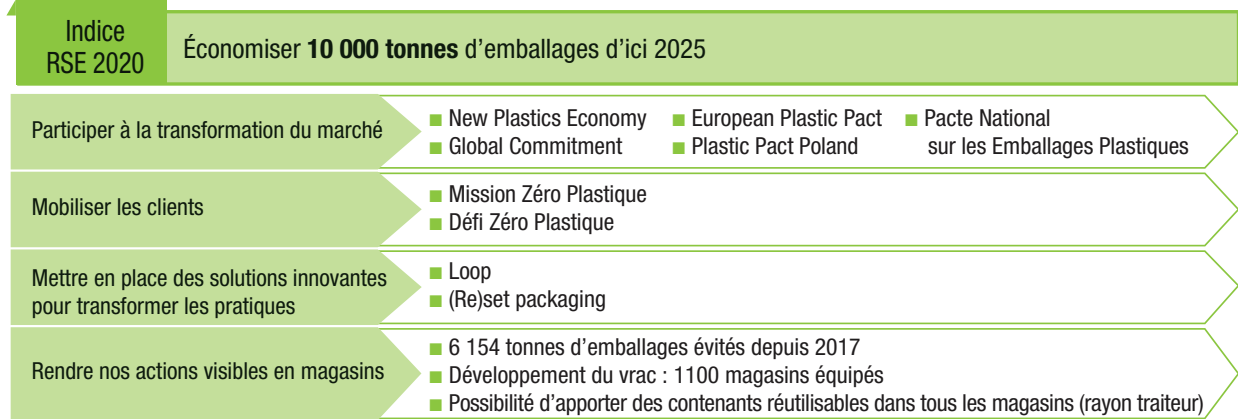 Indice
RSE 2020
Économiser 10 000 tonnes d'emballages d'ici 2025
Participer à la transformation du marché
■ New Plastics Economy
■ Global Commitment
■ European Plastic Pact
■ Plastic Pact Poland
■ Pacte National
sur les Emballages Plastiques
Mobiliser les clients
■ Mission Zéro Plastique
■ Défi Zéro Plastique
Mettre en place des solutions innovantes
pour transformer les pratiques
■ Loop
■ (Re)set packaging
Rendre nos actions visibles en magasins
■ 6 154 tonnes d'emballages évités depuis 2017
■ Développement du vrac : 1100 magasins équipés
■ Possibilité d'apporter des contenants réutilisables dans tous les magasins (rayon traiteur)